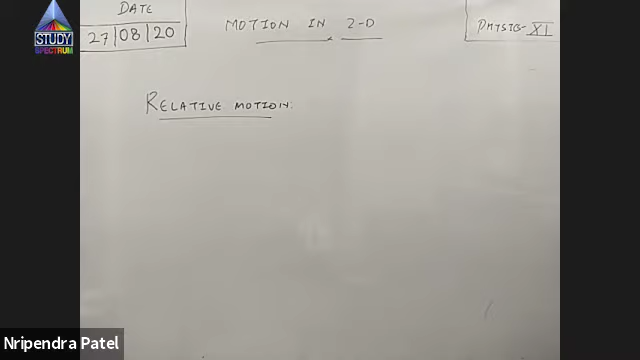 DATE
27|08|20
MOTION IN 2-D
PHYSICS-XI
STUDY
SPECTRUM
RELATIVE MOTION:
Nripendra Patel